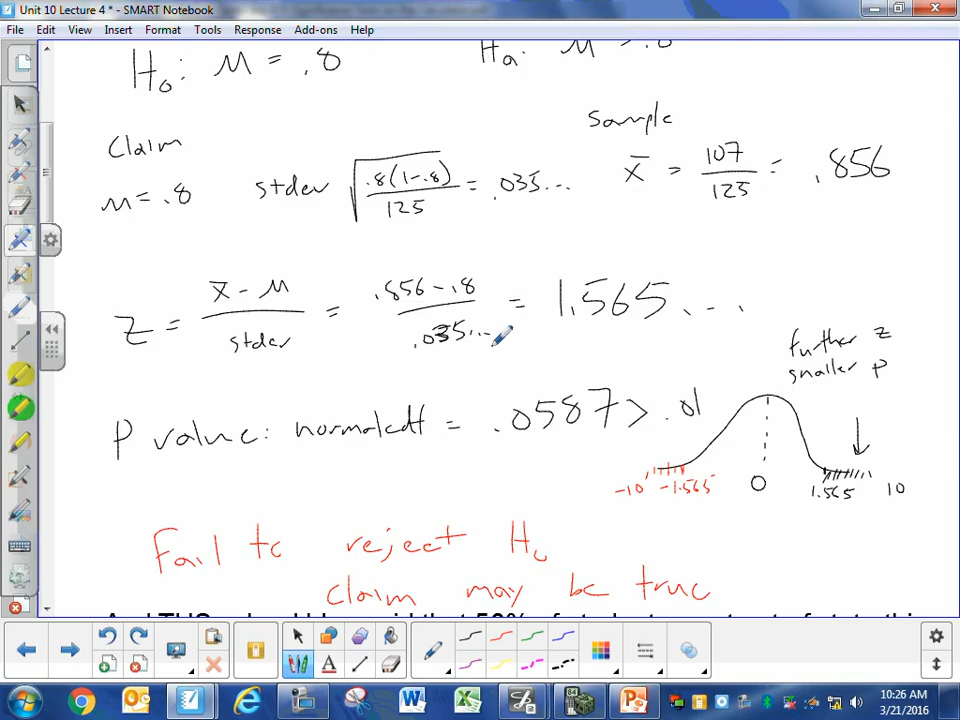 Unit 10 Lecture 4 * - SMART Notebook
File Edit View Insert Format Tools Response Add-ons Help
H₀: μ = .8
Claim
μ = .8
stdev √(.8(1-.8)/125) = .035...
Sample
x̄ = 107/125 = .856
z = (x̄ - μ)/stdev = (.856-.8)/.035... = 1.565...
further z
smaller p
P value: normalcdf = .0587 > .01
-10 -1.565 0 1.565 10
Fail to reject H₀
claim may be true
10:26 AM
3/21/2016